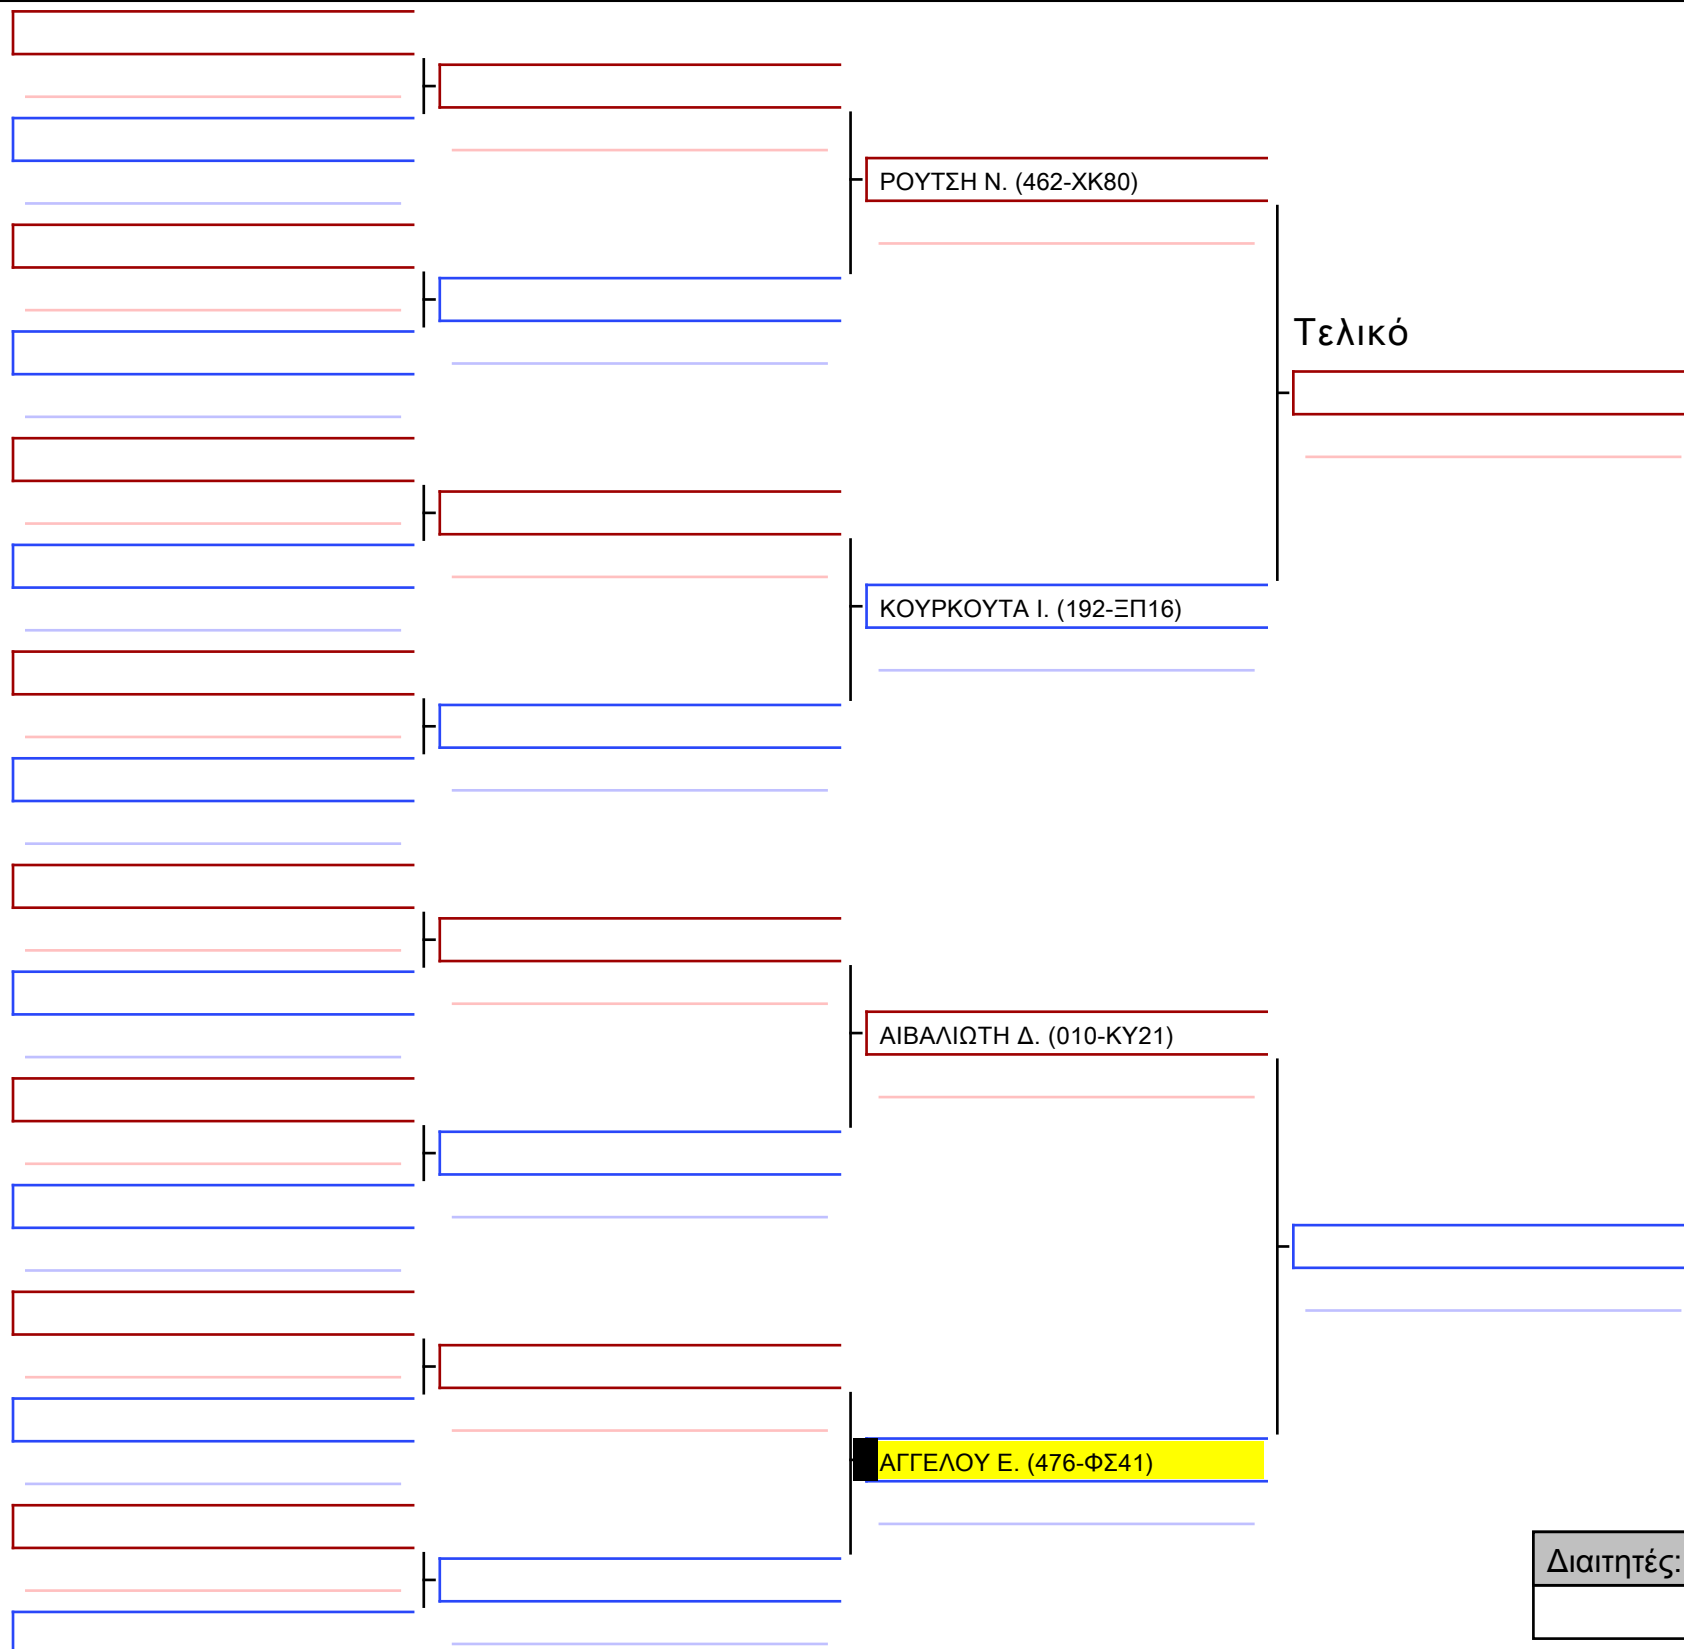 ΡΟΥΤΣΗ Ν. (462-ΧΚ80)
Τελικό
ΚΟΥΡΚΟΥΤΑ Ι. (192-ΞΠ16)
ΑΙΒΑΛΙΩΤΗ Δ. (010-ΚΥ21)
ΑΓΓΕΛΟΥ Ε. (476-ΦΣ41)
Διαιτητές: